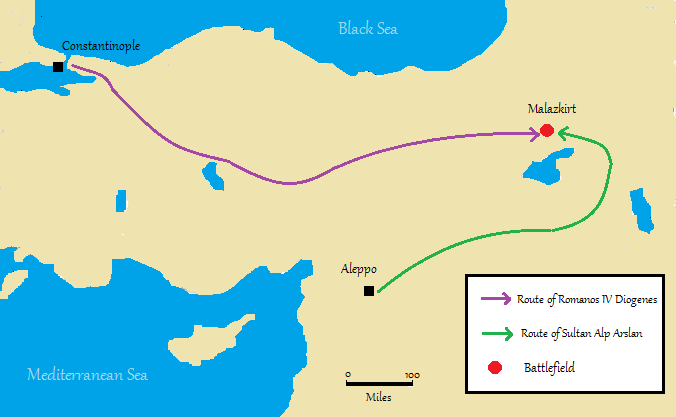 Black Sea
Constantinople
Malazkirt
Aleppo
Route of Romanos IV Diogenes
Route of Sultan Alp Arslan
Battlefield
Mediterranean Sea
0 100
Miles